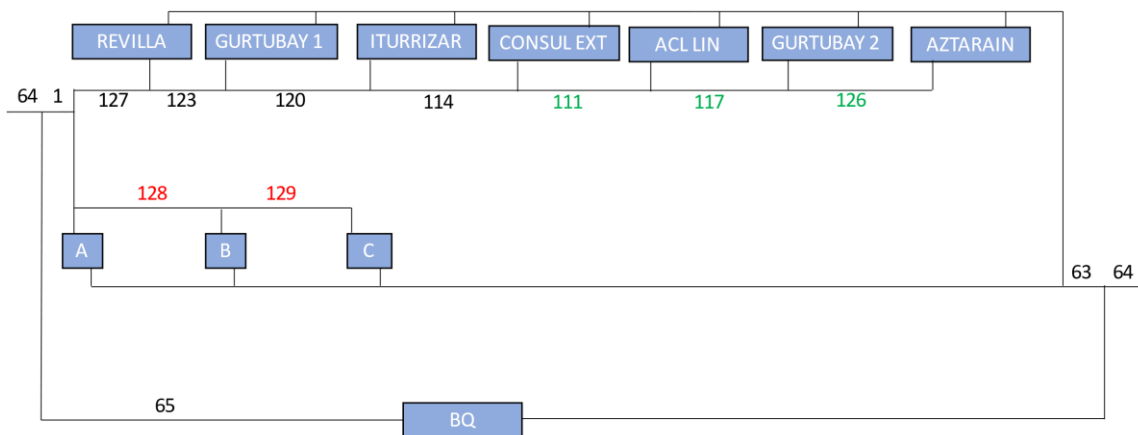 REVILLA GURTUBAY 1 ITURRIZAR CONSUL EXT ACL LIN GURTUBAY 2 AZTARAIN
64 1 127 123 120 114 111 117 126
128 129
A B C
63 64
65
BQ